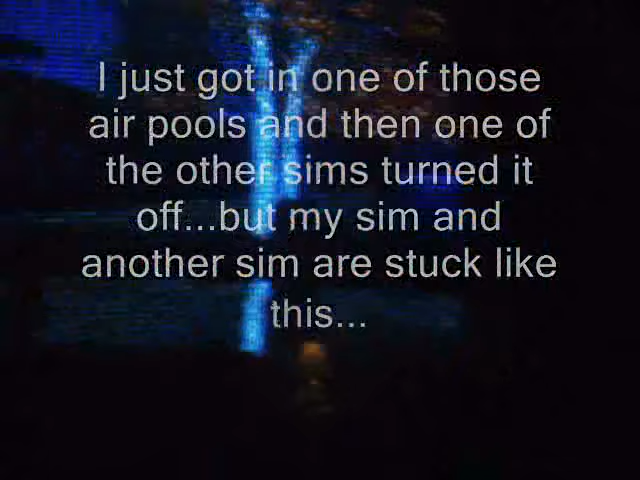 I just got in one of those
air pools and then one of
the other sims turned it
off...but my sim and
another sim are stuck like
this...